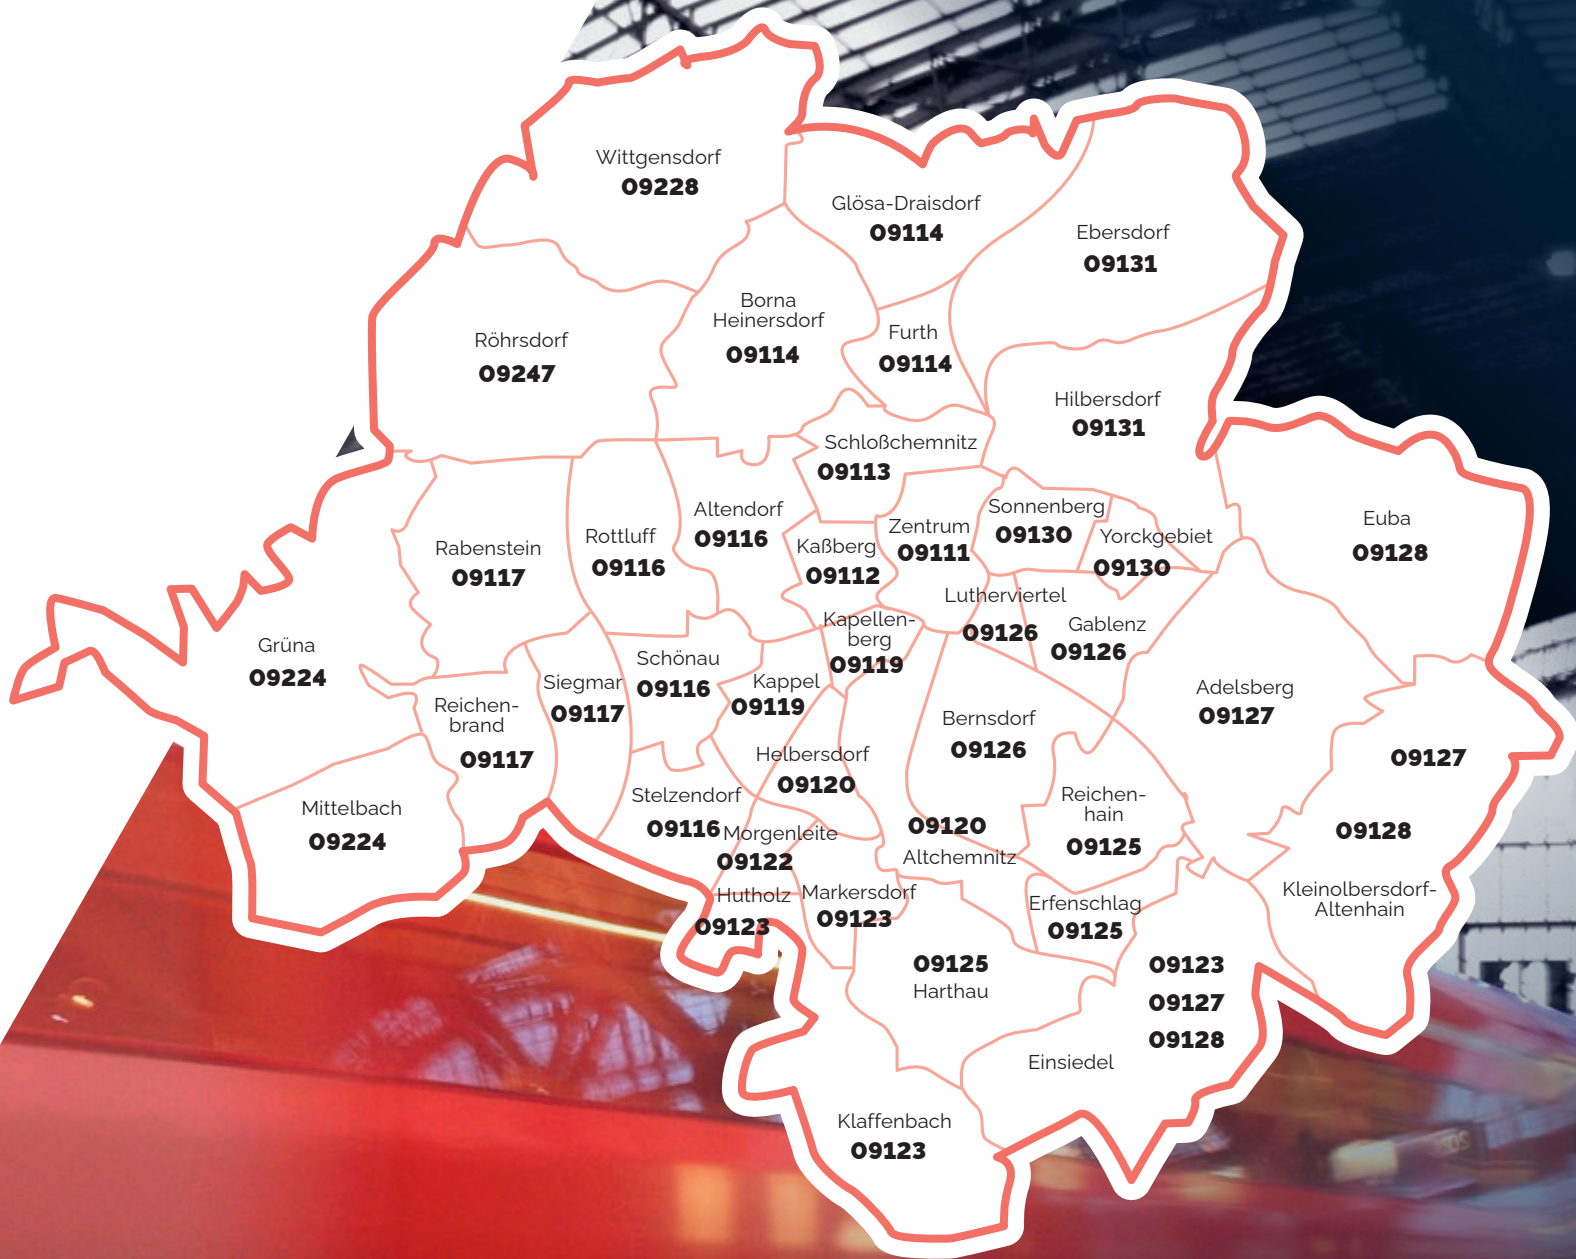 Wittgensdorf
09228
Glösa-Draisdorf
09114
Ebersdorf
09131
Borna
Heinersdorf
09114
Röhrsdorf
09247
Furth
09114
Hilbersdorf
09131
Schloßchemnitz
09113
Altendorf
09116
Zentrum
09111
Sonnenberg
09130
Yorckgebiet
09130
Euba
09128
Rabenstein
09117
Rottluff
09116
Kaßberg
09112
Lutherviertel
09126
Gablenz
09126
Kapellen-
berg
09119
Grüna
09224
Schönau
09116
Siegmar
09117
Kappel
09119
Reichen-
brand
09117
Adelsberg
09127
Bernsdorf
09126
Helbersdorf
09120
09127
09128
Kleinolbersdorf-
Altenhain
Mittelbach
09224
Stelzendorf
09116
Morgenleite
09122
Reichen-
hain
09125
09120
Altchemnitz
Hutholz
09123
Markersdorf
09123
Erfenschlag
09125
09125
Harthau
09123
09127
09128
Einsiedel
Klaffenbach
09123